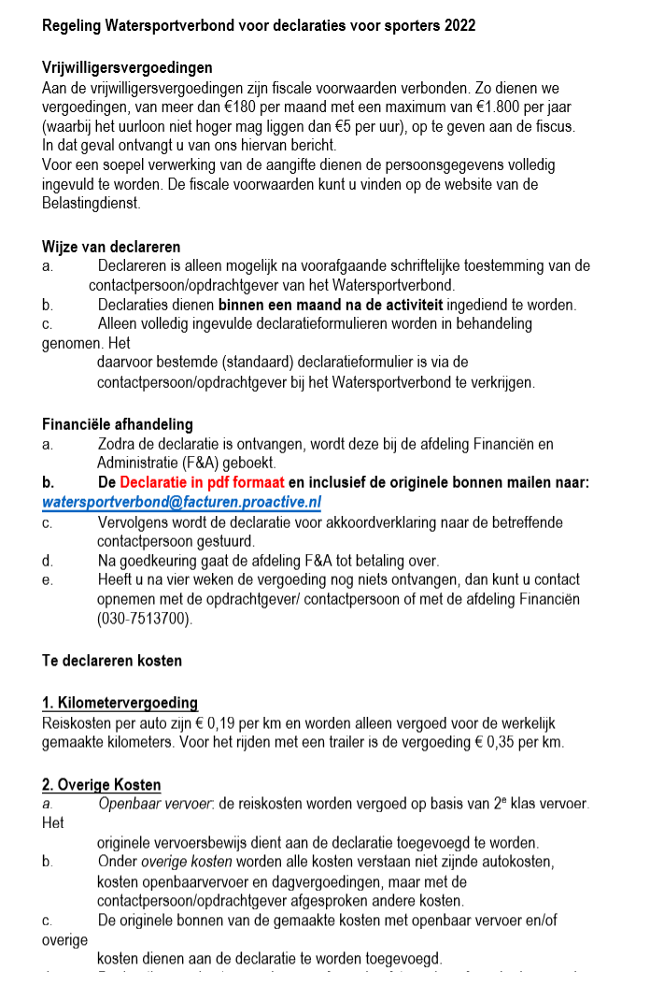 Regeling Watersportverbond voor declaraties voor sporters 2022
Vrijwilligersvergoedingen
Aan de vrijwilligersvergoedingen zijn fiscale voorwaarden verbonden. Zo dienen we
vergoedingen, van meer dan €180 per maand met een maximum van €1.800 per jaar
(waarbij het uurloon niet hoger mag liggen dan €5 per uur), op te geven aan de fiscus.
In dat geval ontvangt u van ons hiervan bericht.
Voor een soepel verwerking van de aangifte dienen de persoonsgegevens volledig
ingevuld te worden. De fiscale voorwaarden kunt u vinden op de website van de
Belastingdienst.
Wijze van declareren
a. Declareren is alleen mogelijk na voorafgaande schriftelijke toestemming van de
contactpersoon/opdrachtgever van het Watersportverbond.
b. Declaraties dienen binnen een maand na de activiteit ingediend te worden.
c. Alleen volledig ingevulde declaratieformulieren worden in behandeling
genomen. Het
daarvoor bestemde (standaard) declaratieformulier is via de
contactpersoon/opdrachtgever bij het Watersportverbond te verkrijgen.
Financiële afhandeling
a. Zodra de declaratie is ontvangen, wordt deze bij de afdeling Financiën en
Administratie (F&A) geboekt.
b. De Declaratie in pdf formaat en inclusief de originele bonnen mailen naar:
watersportverbond@facturen.proactive.nl
c. Vervolgens wordt de declaratie voor akkoordverklaring naar de betreffende
contactpersoon gestuurd.
d. Na goedkeuring gaat de afdeling F&A tot betaling over.
e. Heeft u na vier weken de vergoeding nog niets ontvangen, dan kunt u contact
opnemen met de opdrachtgever/ contactpersoon of met de afdeling Financiën
(030-7513700).
Te declareren kosten
1. Kilometervergoeding
Reiskosten per auto zijn € 0,19 per km en worden alleen vergoed voor de werkelijk
gemaakte kilometers. Voor het rijden met een trailer is de vergoeding € 0,35 per km.
2. Overige Kosten
a. Openbaar vervoer: de reiskosten worden vergoed op basis van 2e klas vervoer.
Het
originele vervoersbewijs dient aan de declaratie toegevoegd te worden.
b. Onder overige kosten worden alle kosten verstaan niet zijnde autokosten,
kosten openbaarvervoer en dagvergoedingen, maar met de
contactpersoon/opdrachtgever afgesproken andere kosten.
c. De originele bonnen van de gemaakte kosten met openbaar vervoer en/of
overige
kosten dienen aan de declaratie te worden toegevoegd.